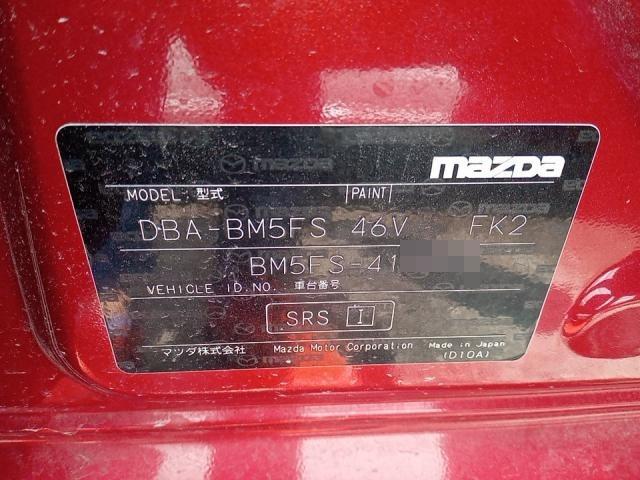 mazda
MODEL 型式 PAINT
DBA-BM5FS 46V FK2
BM5FS-41
VEHICLE ID.NO. 車台番号
SRS I
マツダ株式会社 Mazda Motor Corporation Made in Japan
(D10A)